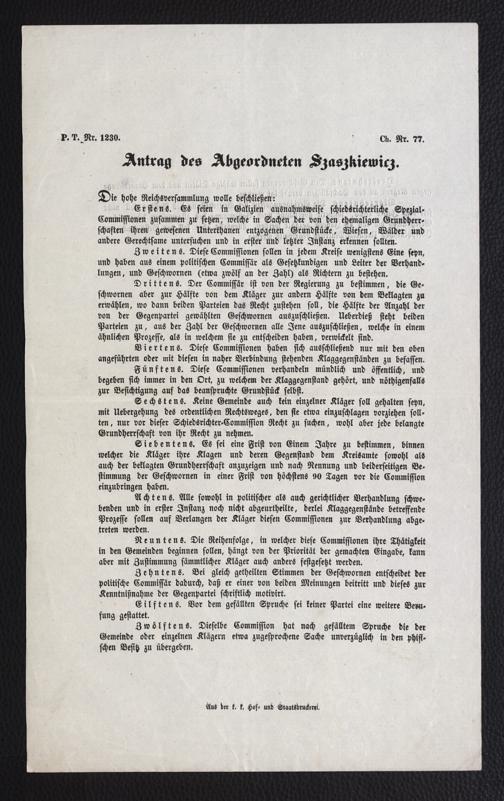 P. T. Nr. 1230.
Ch. Nr. 77.
Antrag des Abgeordneten Szaszkiewicz.
Die hohe Reichsversammlung wolle beschließen:
Erstens. Es seien in Galizien ausnahmsweise schiedsrichterliche Spezial-
Commissionen zusammen zu setzen, welche in Sachen der von den ehemaligen Grundherr-
schaften ihren gewesenen Unterthanen entzogenen Grundstücke, Wiesen, Wälder und
andere Gerechtsame untersuchen und in erster und letzter Instanz erkennen sollten.
Zweitens. Diese Commissionen sollen in jedem Kreise wenigstens Eine seyn,
und haben aus einem politischen Commissär als Gesetzkundigen und Leiter der Verhand-
lungen, und Geschwornen (etwa zwölf an der Zahl) als Richtern zu bestehen.
Drittens. Der Commissär ist von der Regierung zu bestimmen, die Ge-
schwornen aber zur Hälfte von dem Kläger zur andern Hälfte von dem Beklagten zu
erwählen, wo dann beiden Parteien das Recht zustehen soll, die Hälfte der Anzahl der
von der Gegenpartei gewählten Geschwornen auszuschließen. Ueberdieß steht beiden
Parteien zu, aus der Zahl der Geschwornen alle Jene auszuschließen, welche in einem
ähnlichen Prozesse, als in welchem sie zu entscheiden haben, verwickelt sind.
Viertens. Diese Commissionen haben sich ausschließend nur mit den oben
angeführten oder mit diesen in naher Verbindung stehenden Klaggegenständen zu befassen.
Fünftens. Diese Commissionen verhandeln mündlich und öffentlich, und
begeben sich immer in den Ort, zu welchem der Klaggegenstand gehört, und nöthigenfalls
zur Besichtigung auf das beanspruchte Grundstück selbst.
Sechstens. Keine Gemeinde auch kein einzelner Kläger soll gehalten seyn,
mit Uebergehung des ordentlichen Rechtsweges, den sie etwa einzuschlagen vorziehen soll-
ten, nur vor dieser Schiedsrichter-Commission Recht zu suchen, wohl aber jede belangte
Grundherrschaft von ihr Recht zu nehmen.
Siebentens. Es sei eine Frist von Einem Jahre zu bestimmen, binnen
welcher die Kläger ihre Klagen und deren Gegenstand dem Kreisamte sowohl als
auch der beklagten Grundherrschaft anzuzeigen und nach Nennung und beiderseitigen Be-
stimmung der Geschwornen in einer Frist von höchstens 90 Tagen vor die Commission
einzubringen haben.
Achtens. Alle sowohl in politischer als auch gerichtlicher Verhandlung schwe-
benden und in erster Instanz noch nicht abgeurtheilte, derlei Klaggegenstände betreffende
Prozesse sollen auf Verlangen der Kläger diesen Commissionen zur Verhandlung abge-
treten werden.
Neuntens. Die Reihenfolge, in welcher diese Commissionen ihre Thätigkeit
in den Gemeinden beginnen sollen, hängt von der Priorität der gemachten Eingabe, kann
aber mit Zustimmung sämmtlicher Kläger auch anders festgesetzt werden.
Zehntens. Bei gleich getheilten Stimmen der Geschwornen entscheidet der
politische Commissär dadurch, daß er einer von beiden Meinungen beitritt und dieses zur
Kenntnißnahme der Gegenpartei schriftlich motivirt.
Eilftens. Vor dem gefällten Spruche sei keiner Partei eine weitere Beru-
fung gestattet.
Zwölftens. Dieselbe Commission hat nach gefälltem Spruche die der
Gemeinde oder einzelnen Klägern etwa zugesprochene Sache unverzüglich in den phisi-
schen Besitz zu übergeben.
Aus der k. k. Hof- und Staatsdruckerei.